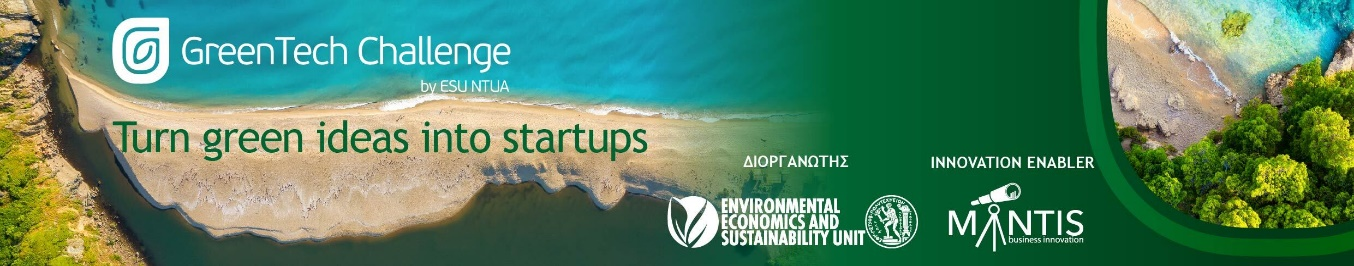 GreenTech Challenge
by ESU NTUA
Turn green ideas into startups
ΔΙΟΡΓΑΝΩΤΗΣ
INNOVATION ENABLER
ENVIRONMENTAL
ECONOMICS AND
SUSTAINABILITY UNIT
MANTIS
business innovation